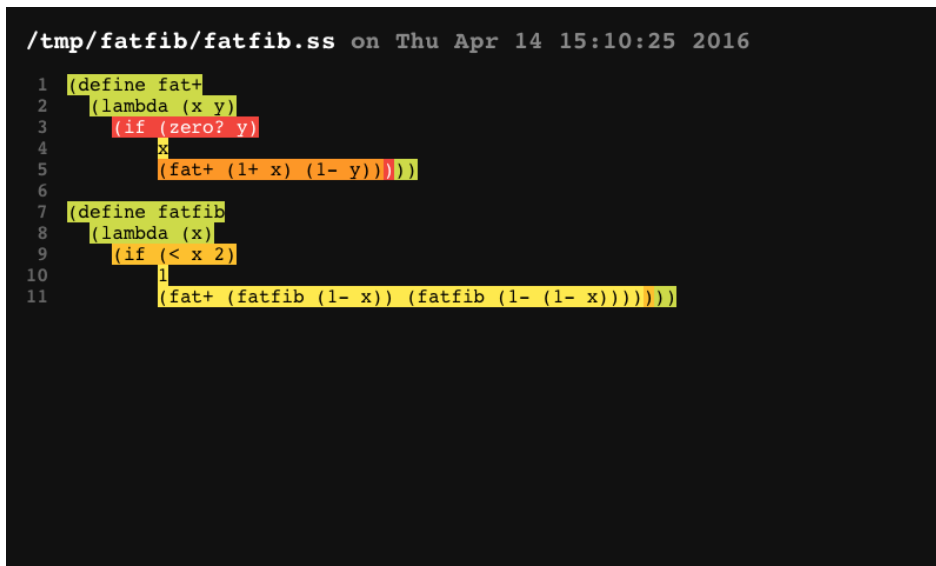 /tmp/fatfib/fatfib.ss on Thu Apr 14 15:10:25 2016
1 (define fat+
2   (lambda (x y)
3     (if (zero? y)
4         x
5         (fat+ (1+ x) (1- y)))))
6
7 (define fatfib
8   (lambda (x)
9     (if (< x 2)
10         1
11         (fat+ (fatfib (1- x)) (fatfib (1- (1- x)))))))